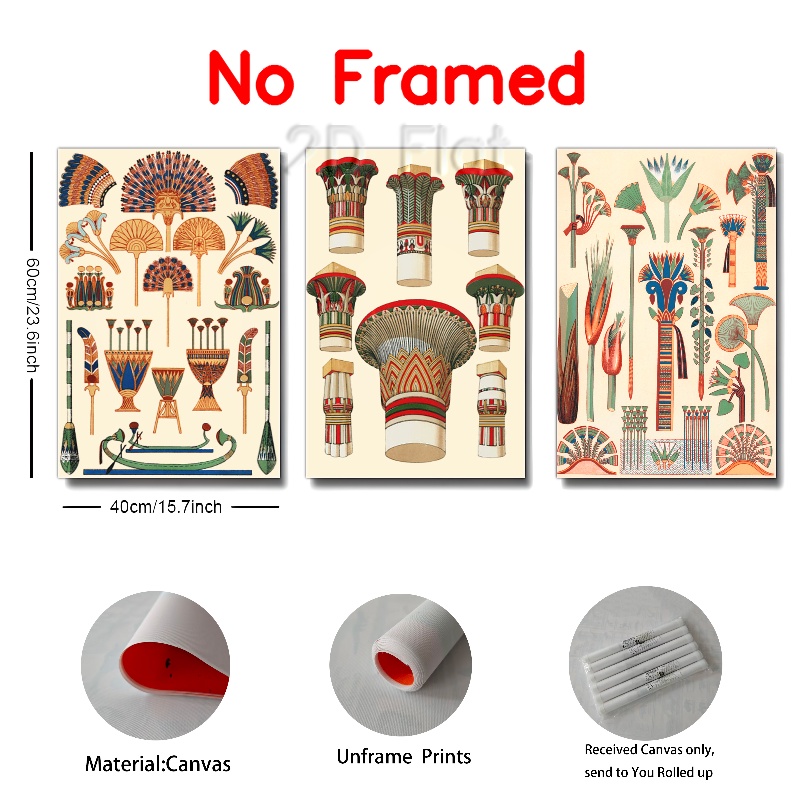 No Framed
2D Flat
60cm/23.6inch
40cm/15.7inch
Material:Canvas
Unframe Prints
Received Canvas only,
send to You Rolled up